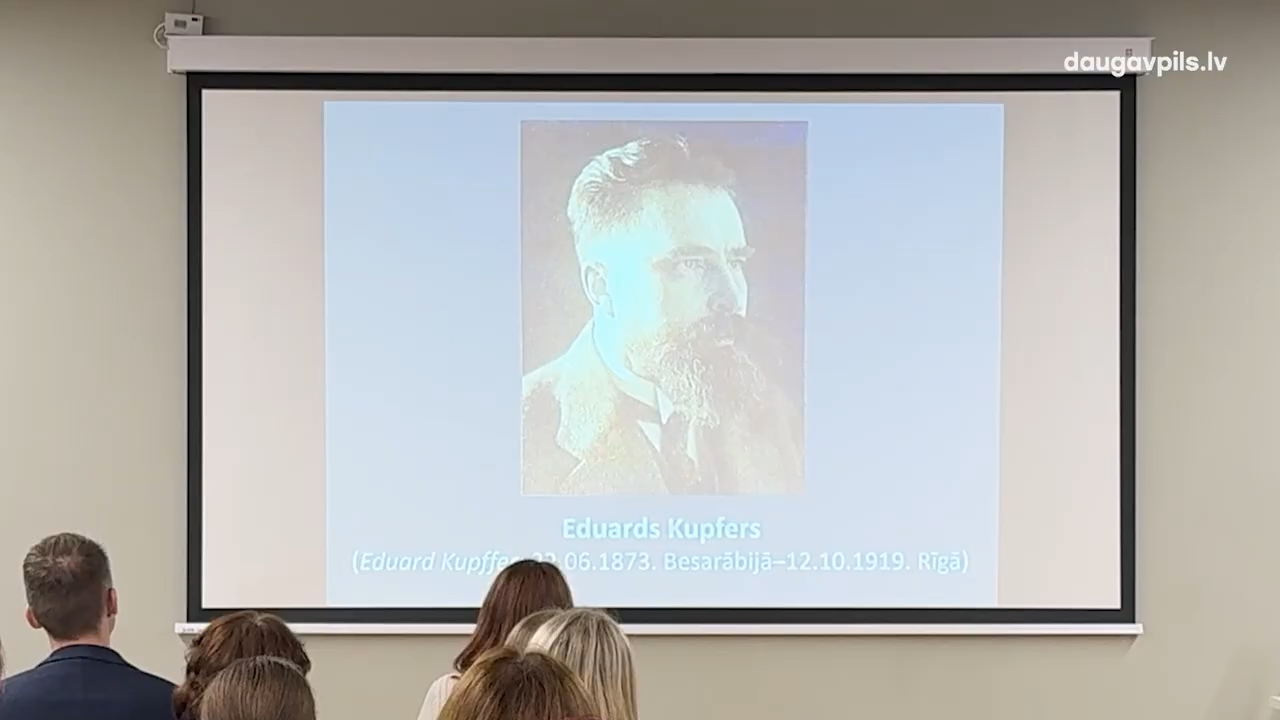 daugavpils.lv
Eduards Kupfers
(Eduard .06.1873. Besarābijā–12.10.1919. Rīgā)